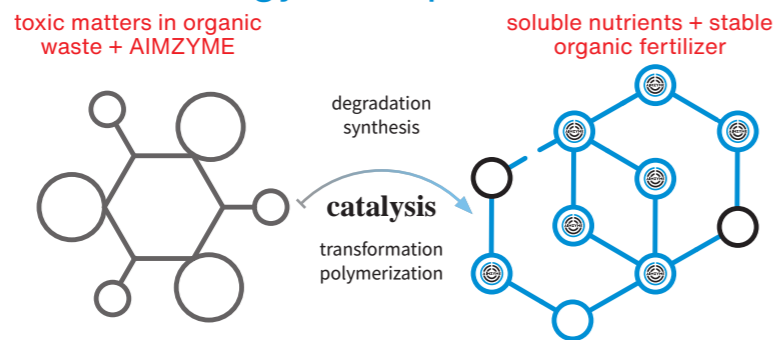 toxic matters in organic
waste + AIMZYME
soluble nutrients + stable
organic fertilizer
degradation
synthesis
catalysis
transformation
polymerization